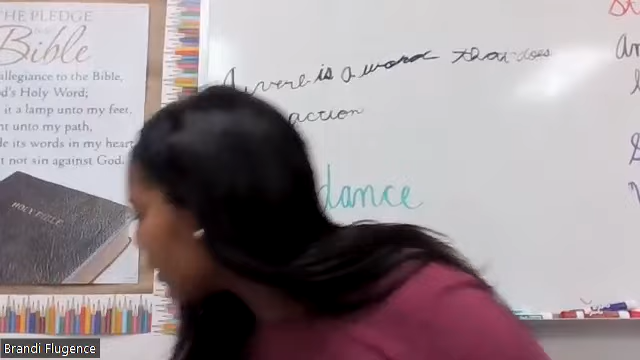 THE PLEDGE
Bible
allegiance to the Bible,
d's Holy Word;
it a lamp unto my feet,
nt unto my path,
de its words in my heart
t not sin against God.
HOLY BIBLE
is a word that does
action
dance
Brandi Flugence